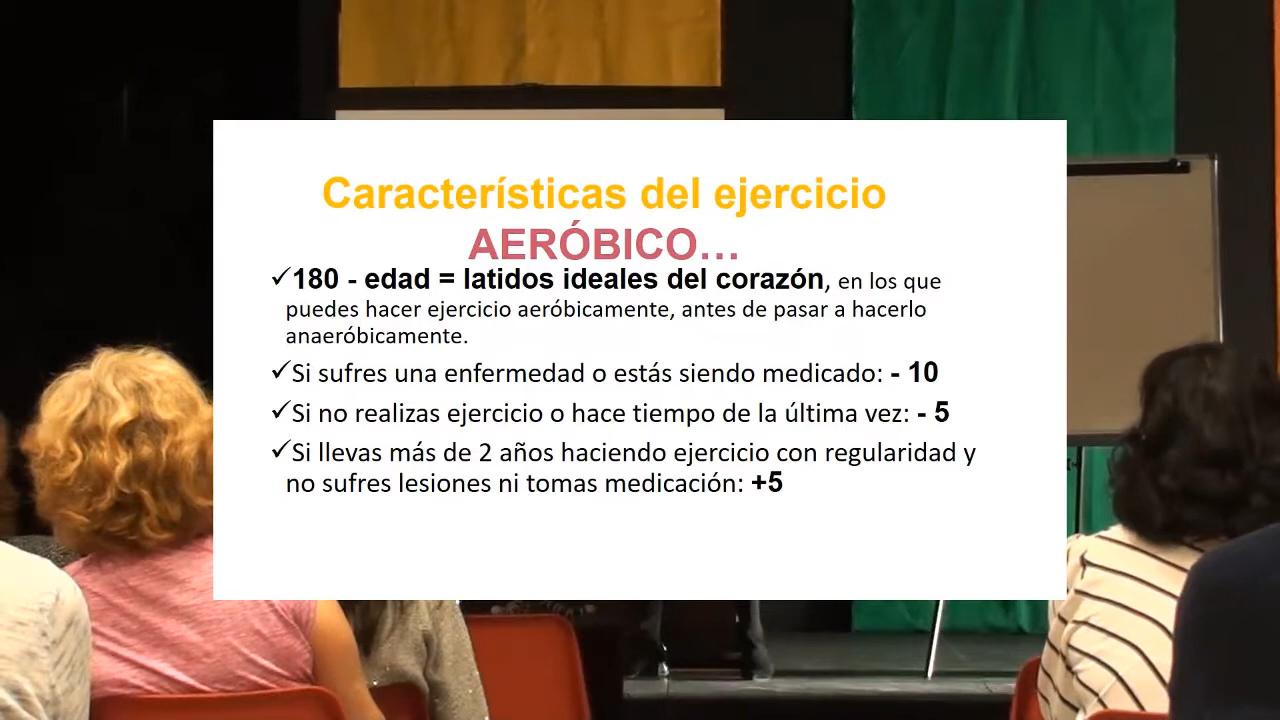 Características del ejercicio
AERÓBICO…
✓180 - edad = latidos ideales del corazón, en los que
puedes hacer ejercicio aeróbicamente, antes de pasar a hacerlo
anaeróbicamente.
✓Si sufres una enfermedad o estás siendo medicado: - 10
✓Si no realizas ejercicio o hace tiempo de la última vez: - 5
✓Si llevas más de 2 años haciendo ejercicio con regularidad y
no sufres lesiones ni tomas medicación: +5